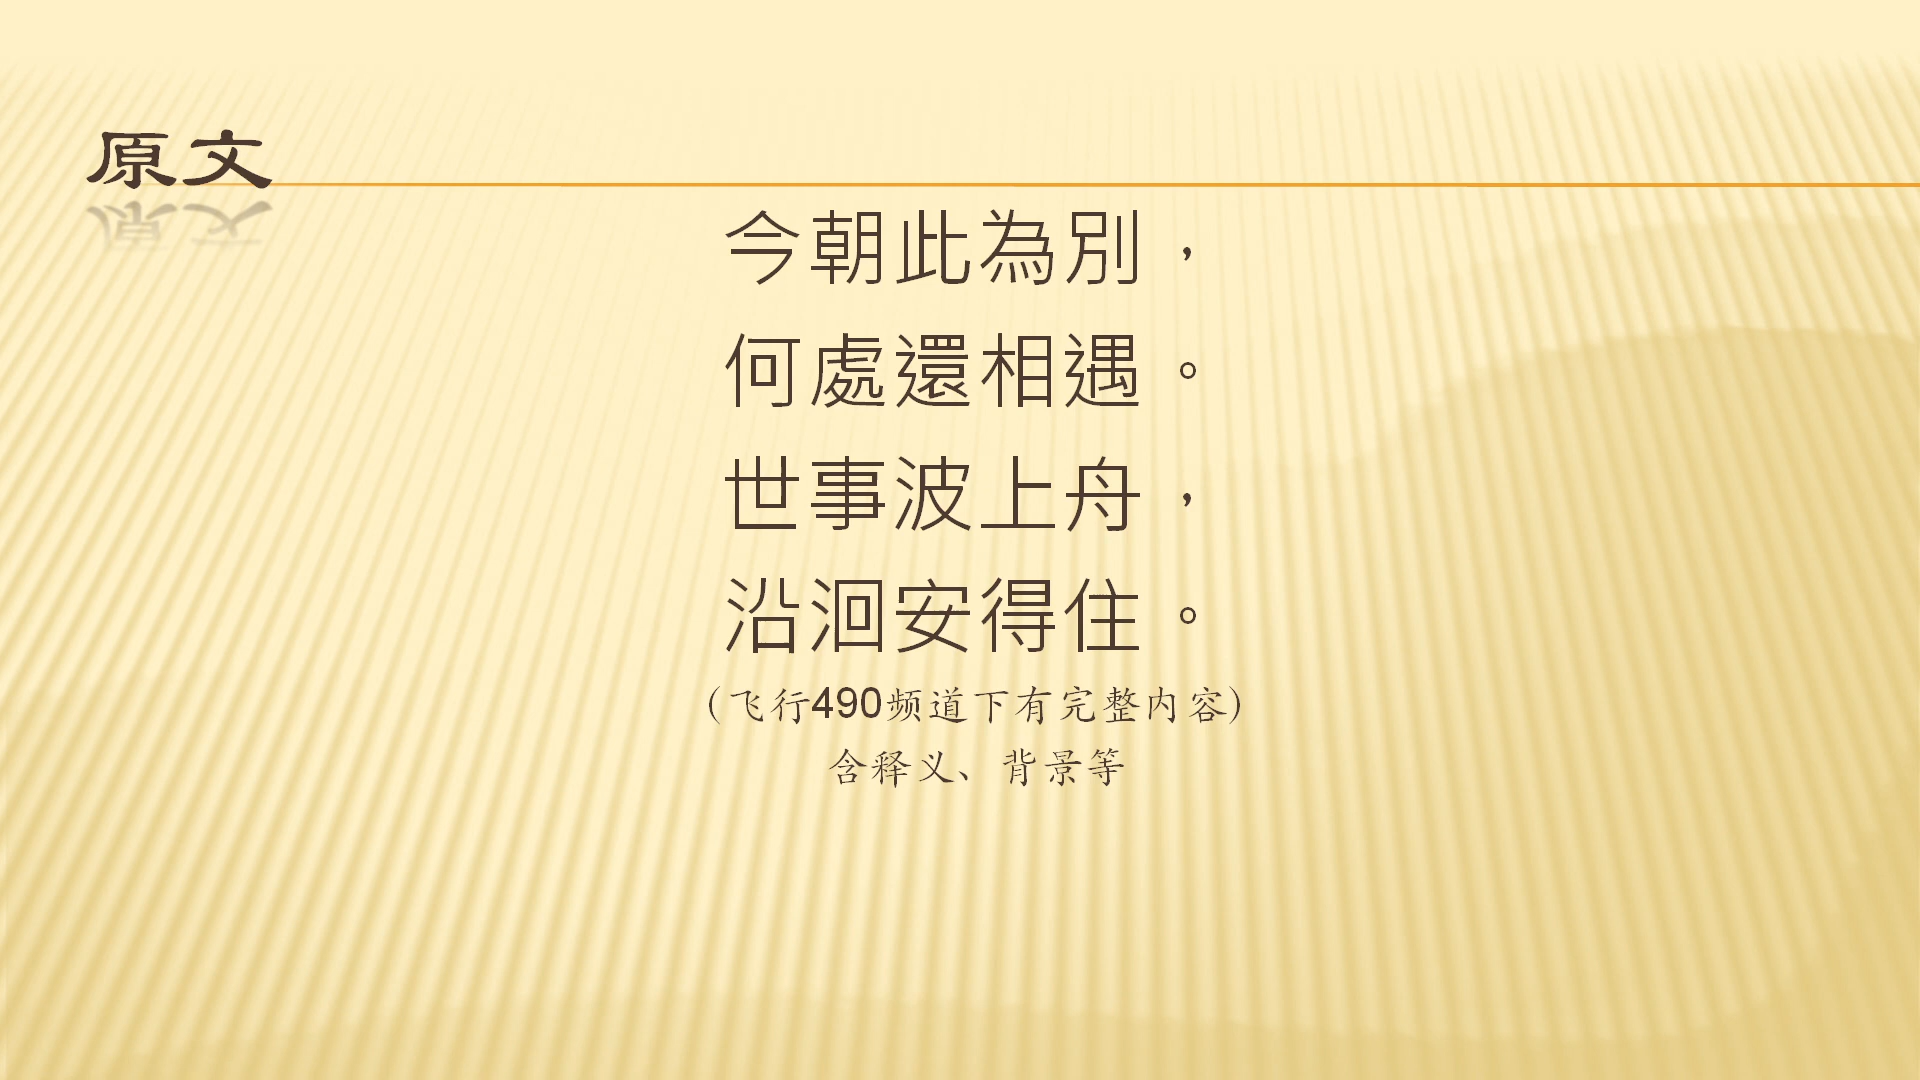 原文
今朝此為別，
何處還相遇。
世事波上舟，
沿洄安得住。
（飞行490频道下有完整内容）
含释义、背景等